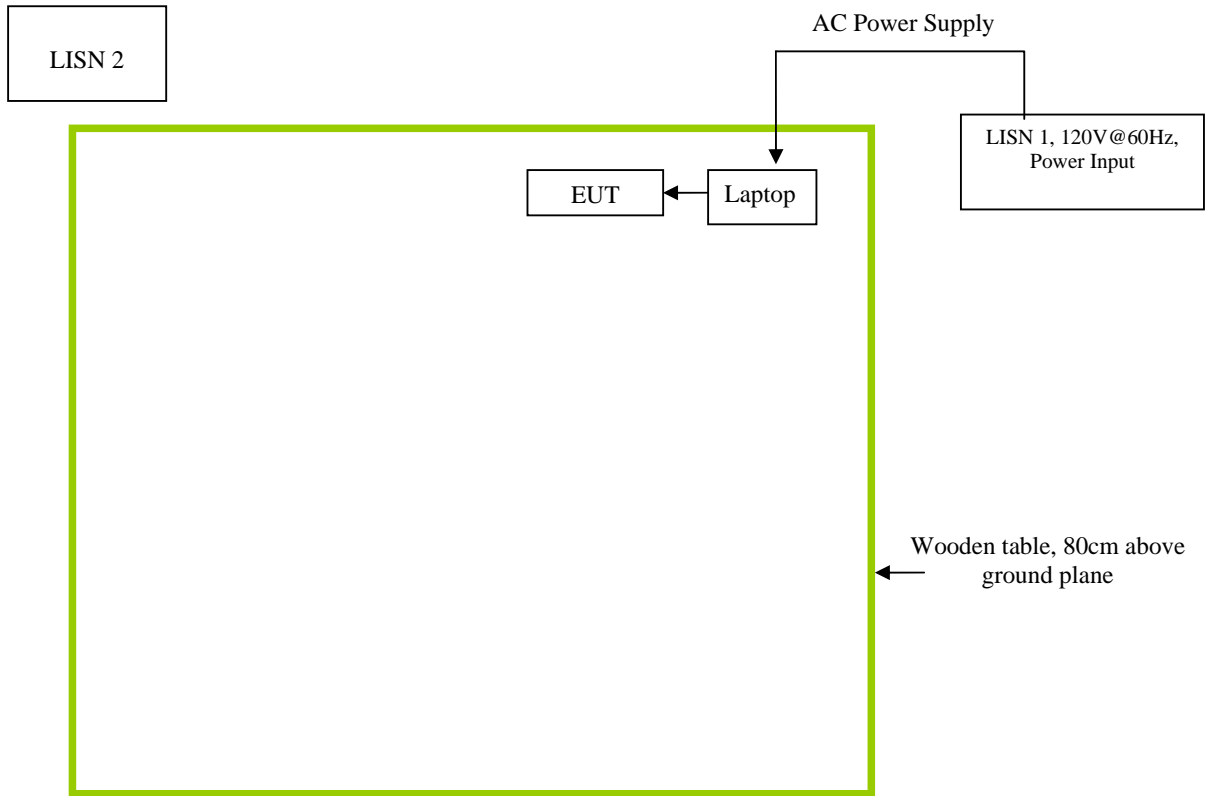 AC Power Supply
LISN 2
LISN 1, 120V@60Hz,
Power Input
EUT
Laptop
Wooden table, 80cm above
ground plane